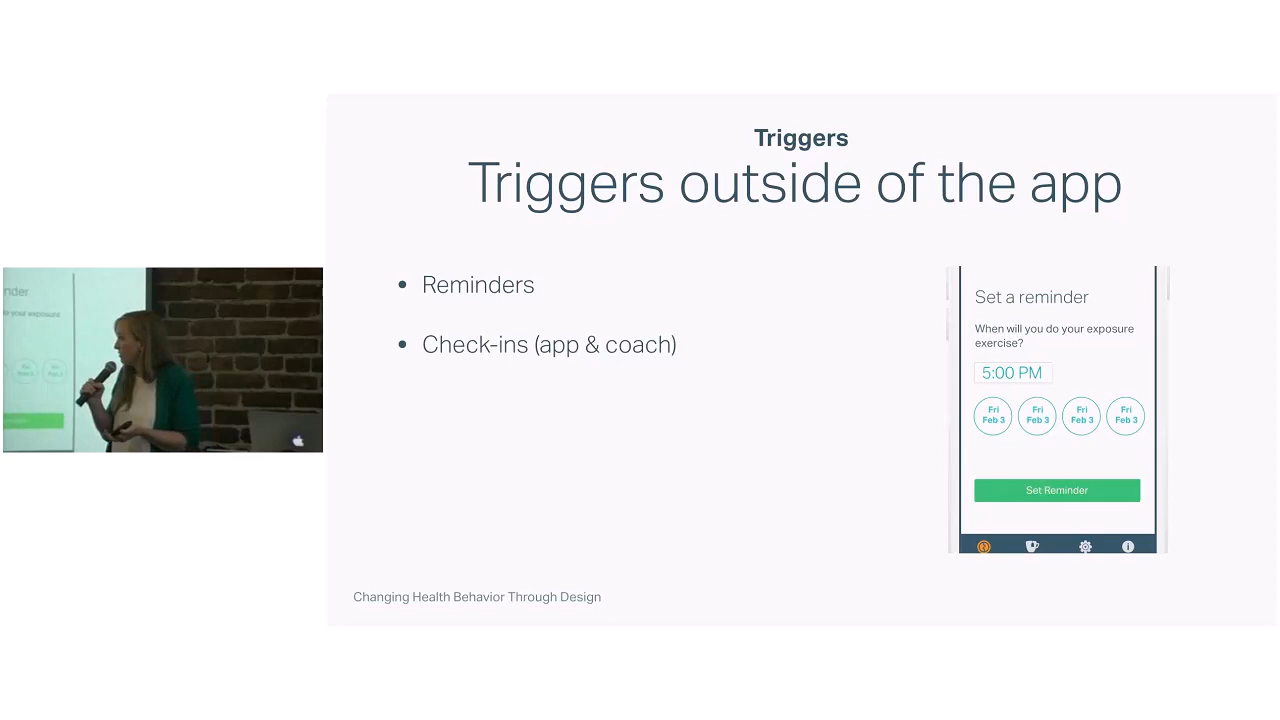 Triggers
Triggers outside of the app
• Reminders
• Check-ins (app & coach)
Set a reminder
When will you do your exposure
exercise?
5:00 PM
Fri
Feb 3
Fri
Feb 3
Fri
Feb 3
Fri
Feb 3
Set Reminder
Changing Health Behavior Through Design